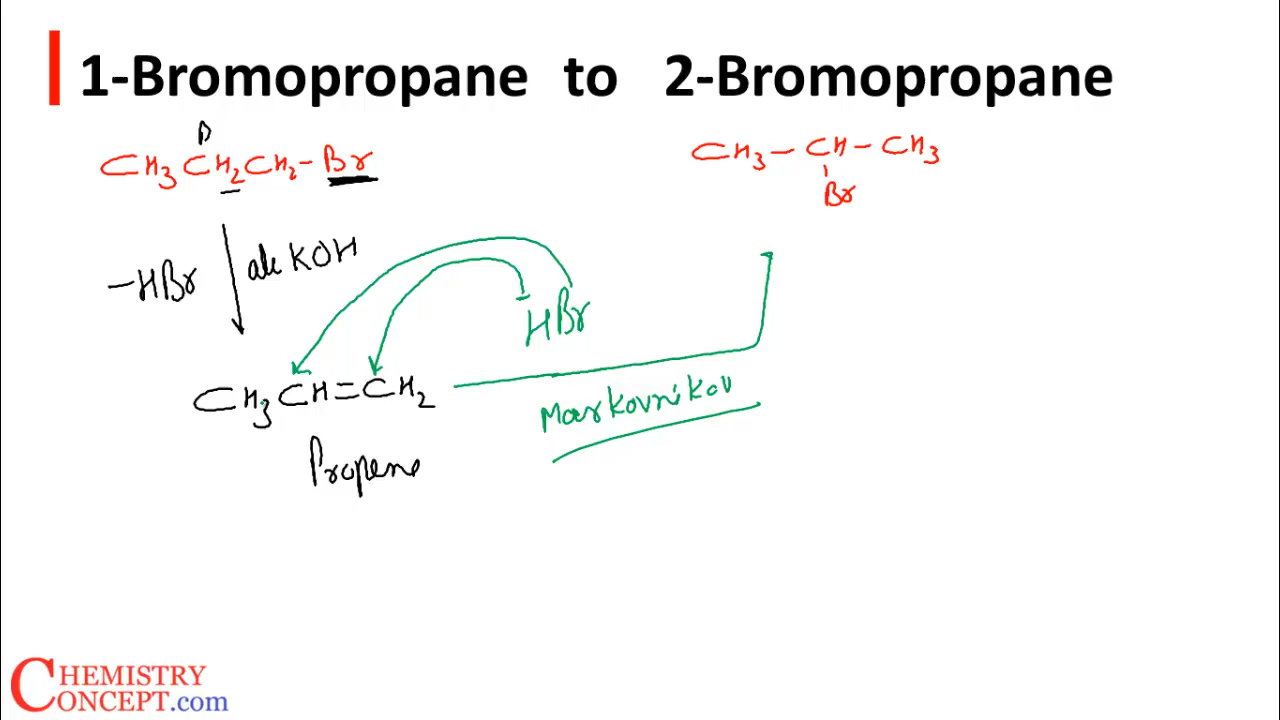 1-Bromopropane to 2-Bromopropane
β
CH3CH2CH2-Br
CH3-CH-CH3
Br
-HBr
alc KOH
HBr
CH3CH=CH2
Markovnikov
Propene
CHEMISTRY
CONCEPT.com